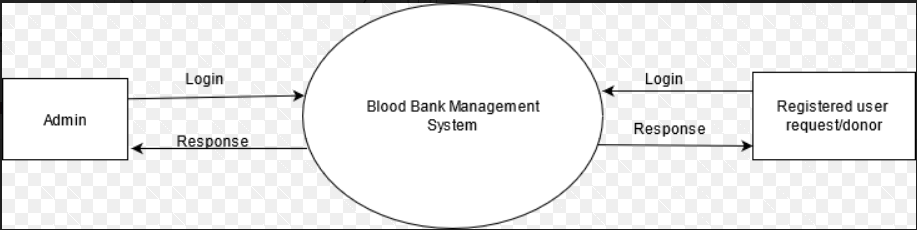 Login
Login
Admin
Blood Bank Management
System
Registered user
request/donor
Response
Response